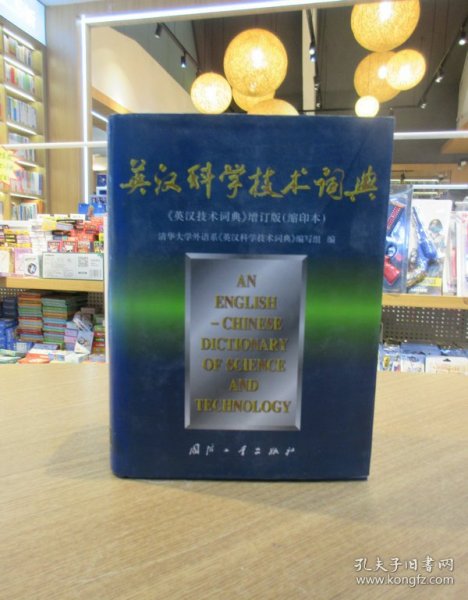 英汉科学技术词典
《英汉技术词典》增订版(缩印本)
清华大学外语系《英汉科学技术词典》编写组 编
AN
ENGLISH
－CHINESE
DICTIONARY
OF SCIENCE
AND
TECHNOLOGY
国防工业出版社
孔夫子旧书网
www.kongfz.com